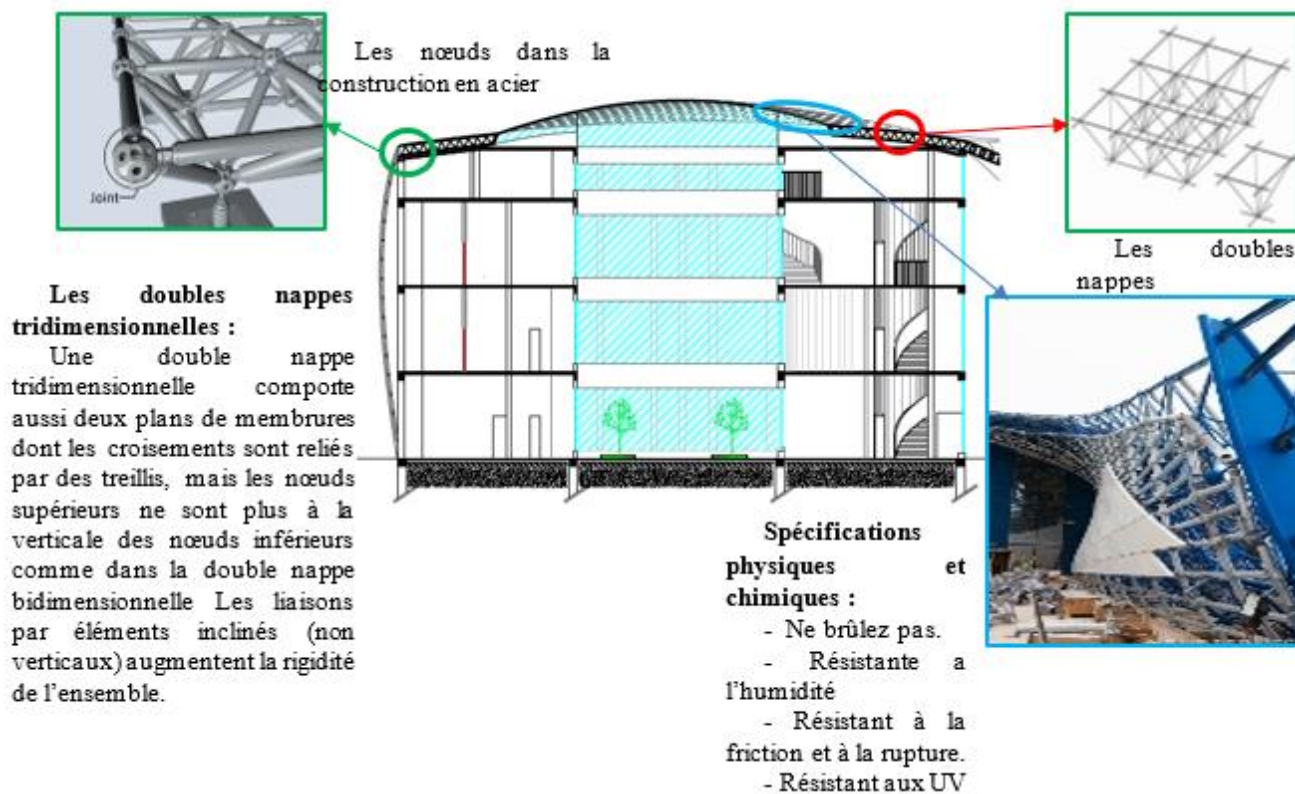 Les nœuds dans la
construction en acier
Joint
Les doubles
nappes
Les doubles nappes
tridimensionnelles :
Une double nappe
tridimensionnelle comporte
aussi deux plans de membrures
dont les croisements sont reliés
par des treillis, mais les nœuds
supérieurs ne sont plus à la
verticale des nœuds inférieurs
comme dans la double nappe
bidimensionnelle Les liaisons
par éléments inclinés (non
verticaux) augmentent la rigidité
de l’ensemble.
Spécifications
physiques et
chimiques :
- Ne brûlez pas.
- Résistante a
l’humidité
- Résistant à la
friction et à la rupture.
- Résistant aux UV